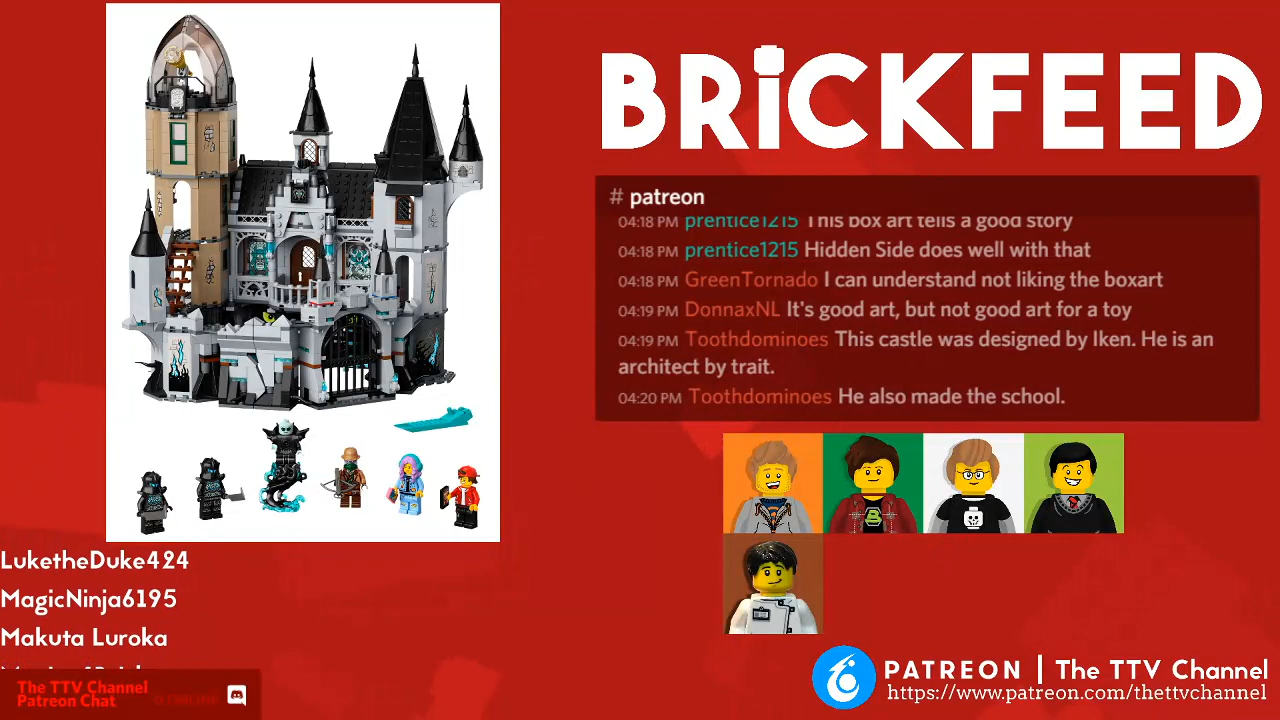 BRiCKFEED
# patreon
04:18 PM prentice1215 This box art tells a good story
04:18 PM prentice1215 Hidden Side does well with that
04:18 PM GreenTornado I can understand not liking the boxart
04:19 PM DonnaxNL It's good art, but not good art for a toy
04:19 PM Toothdominoes This castle was designed by Iken. He is an
architect by trait.
04:20 PM Toothdominoes He also made the school.
LuketheDuke424
MagicNinja6195
Makuta Luroka
The TTV Channel
Patreon Chat
PATREON | The TTV Channel
https://www.patreon.com/thettvchannel